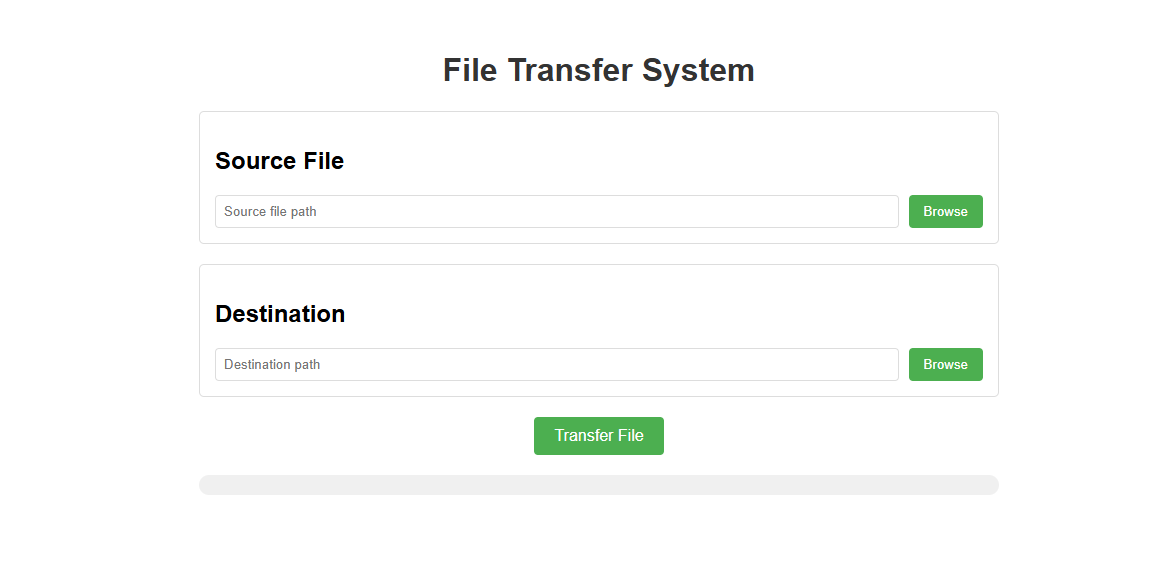 File Transfer System
Source File
Source file path
Browse
Destination
Destination path
Browse
Transfer File